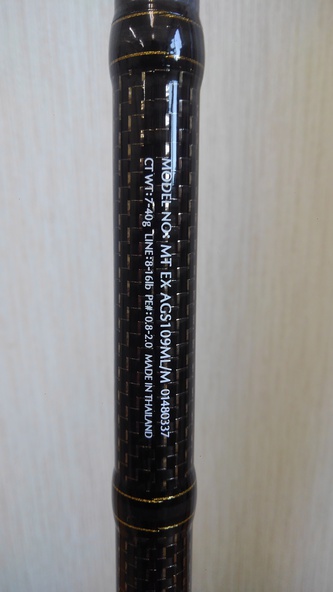 MODEL NO: MT EX AGS109ML/M 01480337
CT WT:7-40g LINE:8-16lb PE#:0.8-2.0 MADE IN THAILAND